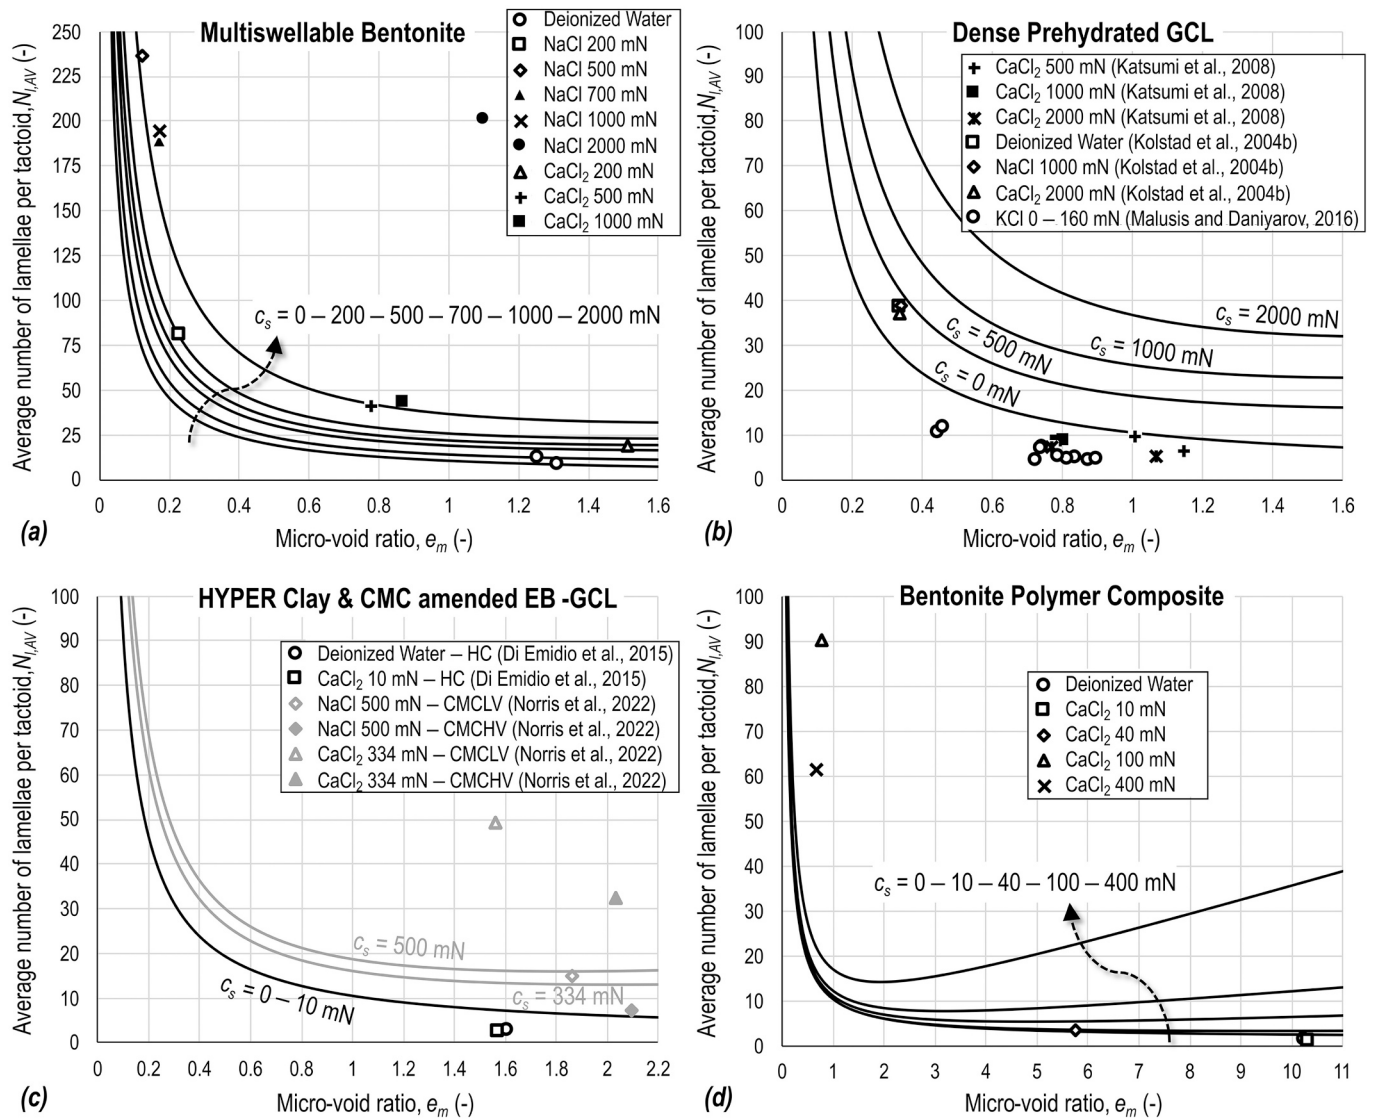 Multiswellable Bentonite
Average number of lamellae per tactoid, N_l,AV (-)
250
225
200
175
150
125
100
75
50
25
0
Deionized Water
NaCl 200 mN
NaCl 500 mN
NaCl 700 mN
NaCl 1000 mN
NaCl 2000 mN
CaCl2 200 mN
CaCl2 500 mN
CaCl2 1000 mN
c_s = 0 – 200 – 500 – 700 – 1000 – 2000 mN
0 0.2 0.4 0.6 0.8 1 1.2 1.4 1.6
Micro-void ratio, e_m (-)
(a)
Dense Prehydrated GCL
Average number of lamellae per tactoid, N_l,AV (-)
100
90
80
70
60
50
40
30
20
10
0
CaCl2 500 mN (Katsumi et al., 2008)
CaCl2 1000 mN (Katsumi et al., 2008)
CaCl2 2000 mN (Katsumi et al., 2008)
Deionized Water (Kolstad et al., 2004b)
NaCl 1000 mN (Kolstad et al., 2004b)
CaCl2 2000 mN (Kolstad et al., 2004b)
KCl 0 – 160 mN (Malusis and Daniyarov, 2016)
c_s = 2000 mN
c_s = 1000 mN
c_s = 500 mN
c_s = 0 mN
0 0.2 0.4 0.6 0.8 1 1.2 1.4 1.6
Micro-void ratio, e_m (-)
(b)
HYPER Clay & CMC amended EB -GCL
Average number of lamellae per tactoid, N_l,AV (-)
100
90
80
70
60
50
40
30
20
10
0
Deionized Water – HC (Di Emidio et al., 2015)
CaCl2 10 mN – HC (Di Emidio et al., 2015)
NaCl 500 mN – CMCLV (Norris et al., 2022)
NaCl 500 mN – CMCHV (Norris et al., 2022)
CaCl2 334 mN – CMCLV (Norris et al., 2022)
CaCl2 334 mN – CMCHV (Norris et al., 2022)
c_s = 500 mN
c_s = 334 mN
c_s = 0 – 10 mN
0 0.2 0.4 0.6 0.8 1 1.2 1.4 1.6 1.8 2 2.2
Micro-void ratio, e_m (-)
(c)
Bentonite Polymer Composite
Average number of lamellae per tactoid, N_l,AV (-)
100
90
80
70
60
50
40
30
20
10
0
Deionized Water
CaCl2 10 mN
CaCl2 40 mN
CaCl2 100 mN
CaCl2 400 mN
c_s = 0 – 10 – 40 – 100 – 400 mN
0 1 2 3 4 5 6 7 8 9 10 11
Micro-void ratio, e_m (-)
(d)